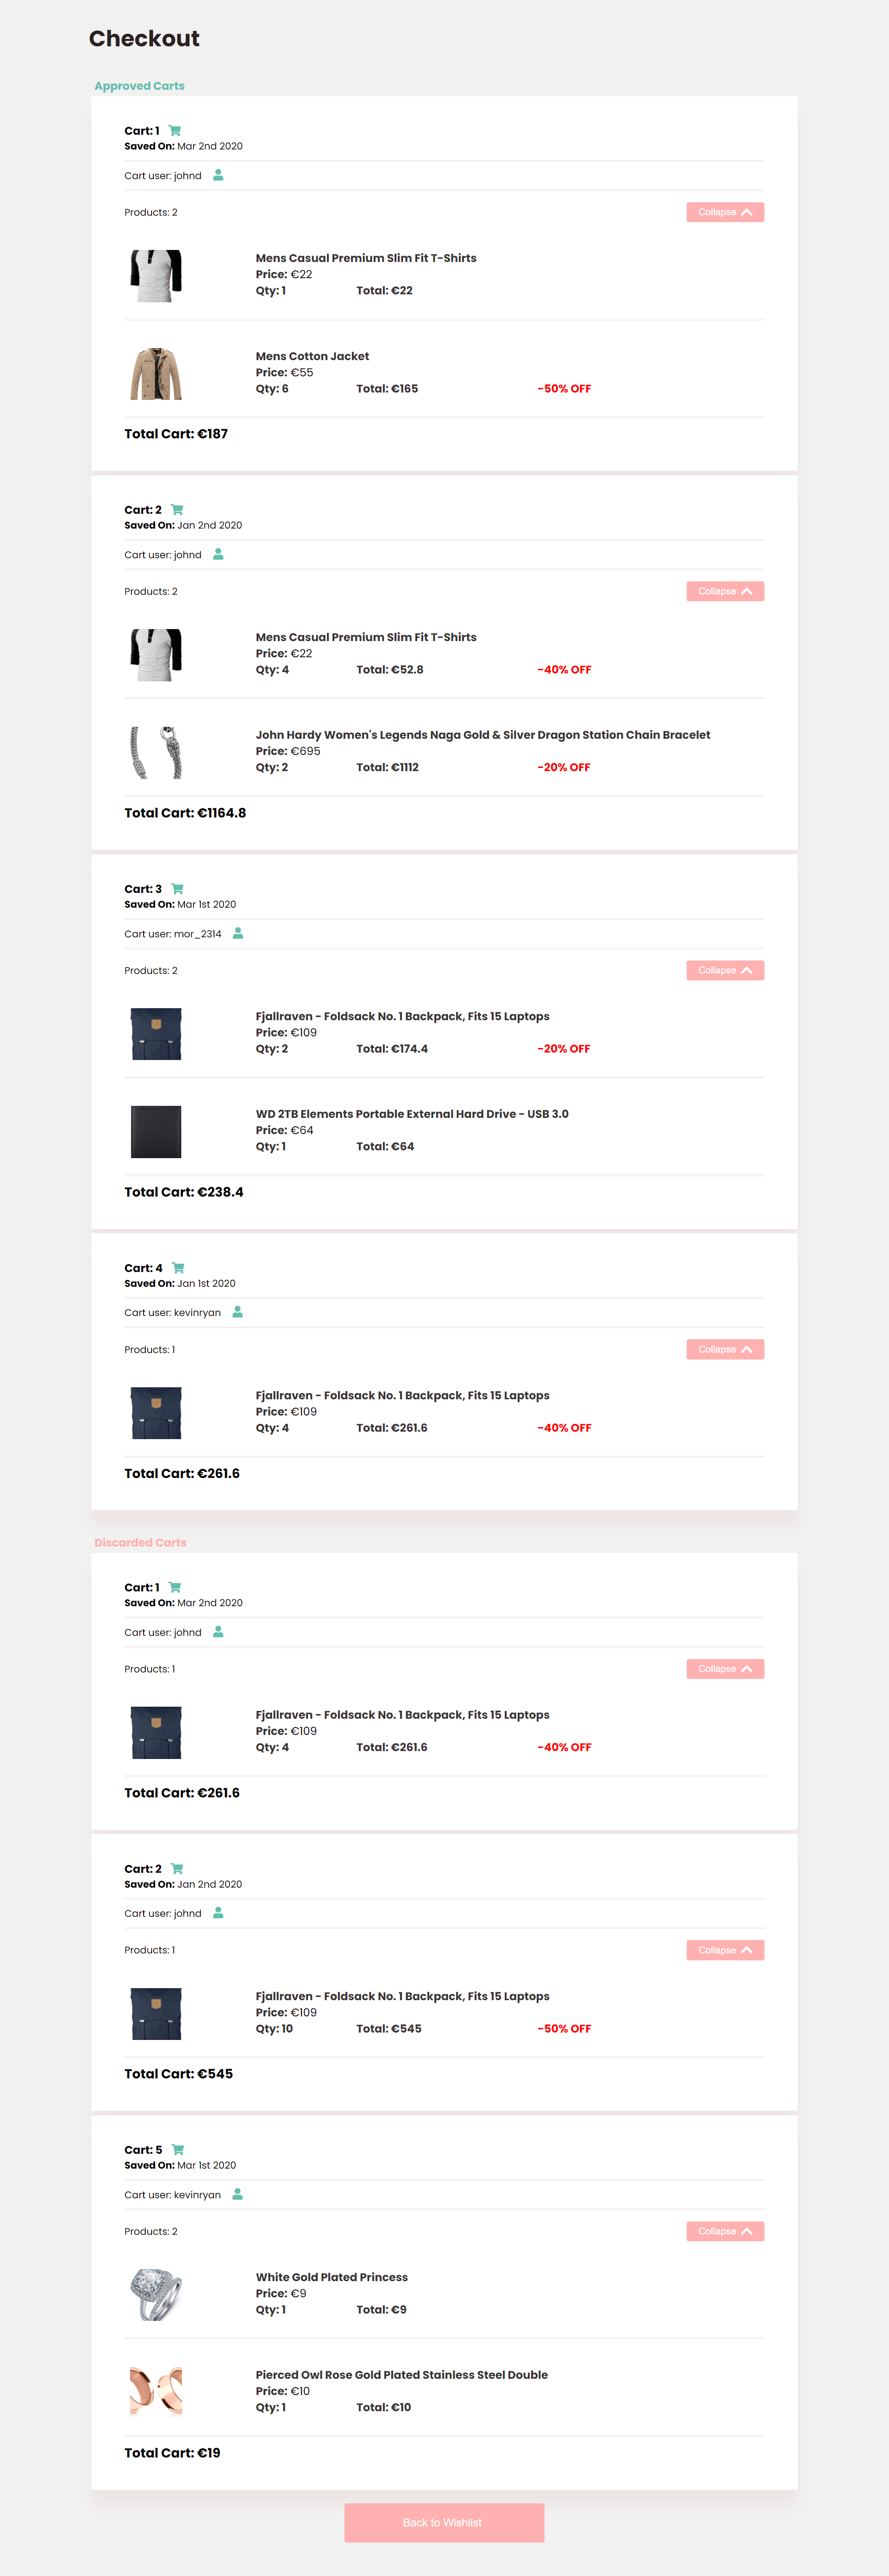 Checkout
Approved Carts
Cart: 1
Saved On: Mar 2nd 2020
Cart user: johnd
Products: 2
Collapse
Mens Casual Premium Slim Fit T-Shirts
Price: €22
Qty: 1 Total: €22
Mens Cotton Jacket
Price: €55
Qty: 6 Total: €165 -50% OFF
Total Cart: €187
Cart: 2
Saved On: Jan 2nd 2020
Cart user: johnd
Products: 2
Collapse
Mens Casual Premium Slim Fit T-Shirts
Price: €22
Qty: 4 Total: €52.8 -40% OFF
John Hardy Women's Legends Naga Gold & Silver Dragon Station Chain Bracelet
Price: €695
Qty: 2 Total: €1112 -20% OFF
Total Cart: €1164.8
Cart: 3
Saved On: Mar 1st 2020
Cart user: mor_2314
Products: 2
Collapse
Fjallraven - Foldsack No. 1 Backpack, Fits 15 Laptops
Price: €109
Qty: 2 Total: €174.4 -20% OFF
WD 2TB Elements Portable External Hard Drive - USB 3.0
Price: €64
Qty: 1 Total: €64
Total Cart: €238.4
Cart: 4
Saved On: Jan 1st 2020
Cart user: kevinryan
Products: 1
Collapse
Fjallraven - Foldsack No. 1 Backpack, Fits 15 Laptops
Price: €109
Qty: 4 Total: €261.6 -40% OFF
Total Cart: €261.6
Discarded Carts
Cart: 1
Saved On: Mar 2nd 2020
Cart user: johnd
Products: 1
Collapse
Fjallraven - Foldsack No. 1 Backpack, Fits 15 Laptops
Price: €109
Qty: 4 Total: €261.6 -40% OFF
Total Cart: €261.6
Cart: 2
Saved On: Jan 2nd 2020
Cart user: johnd
Products: 1
Collapse
Fjallraven - Foldsack No. 1 Backpack, Fits 15 Laptops
Price: €109
Qty: 10 Total: €545 -50% OFF
Total Cart: €545
Cart: 5
Saved On: Mar 1st 2020
Cart user: kevinryan
Products: 2
Collapse
White Gold Plated Princess
Price: €9
Qty: 1 Total: €9
Pierced Owl Rose Gold Plated Stainless Steel Double
Price: €10
Qty: 1 Total: €10
Total Cart: €19
Back to Wishlist